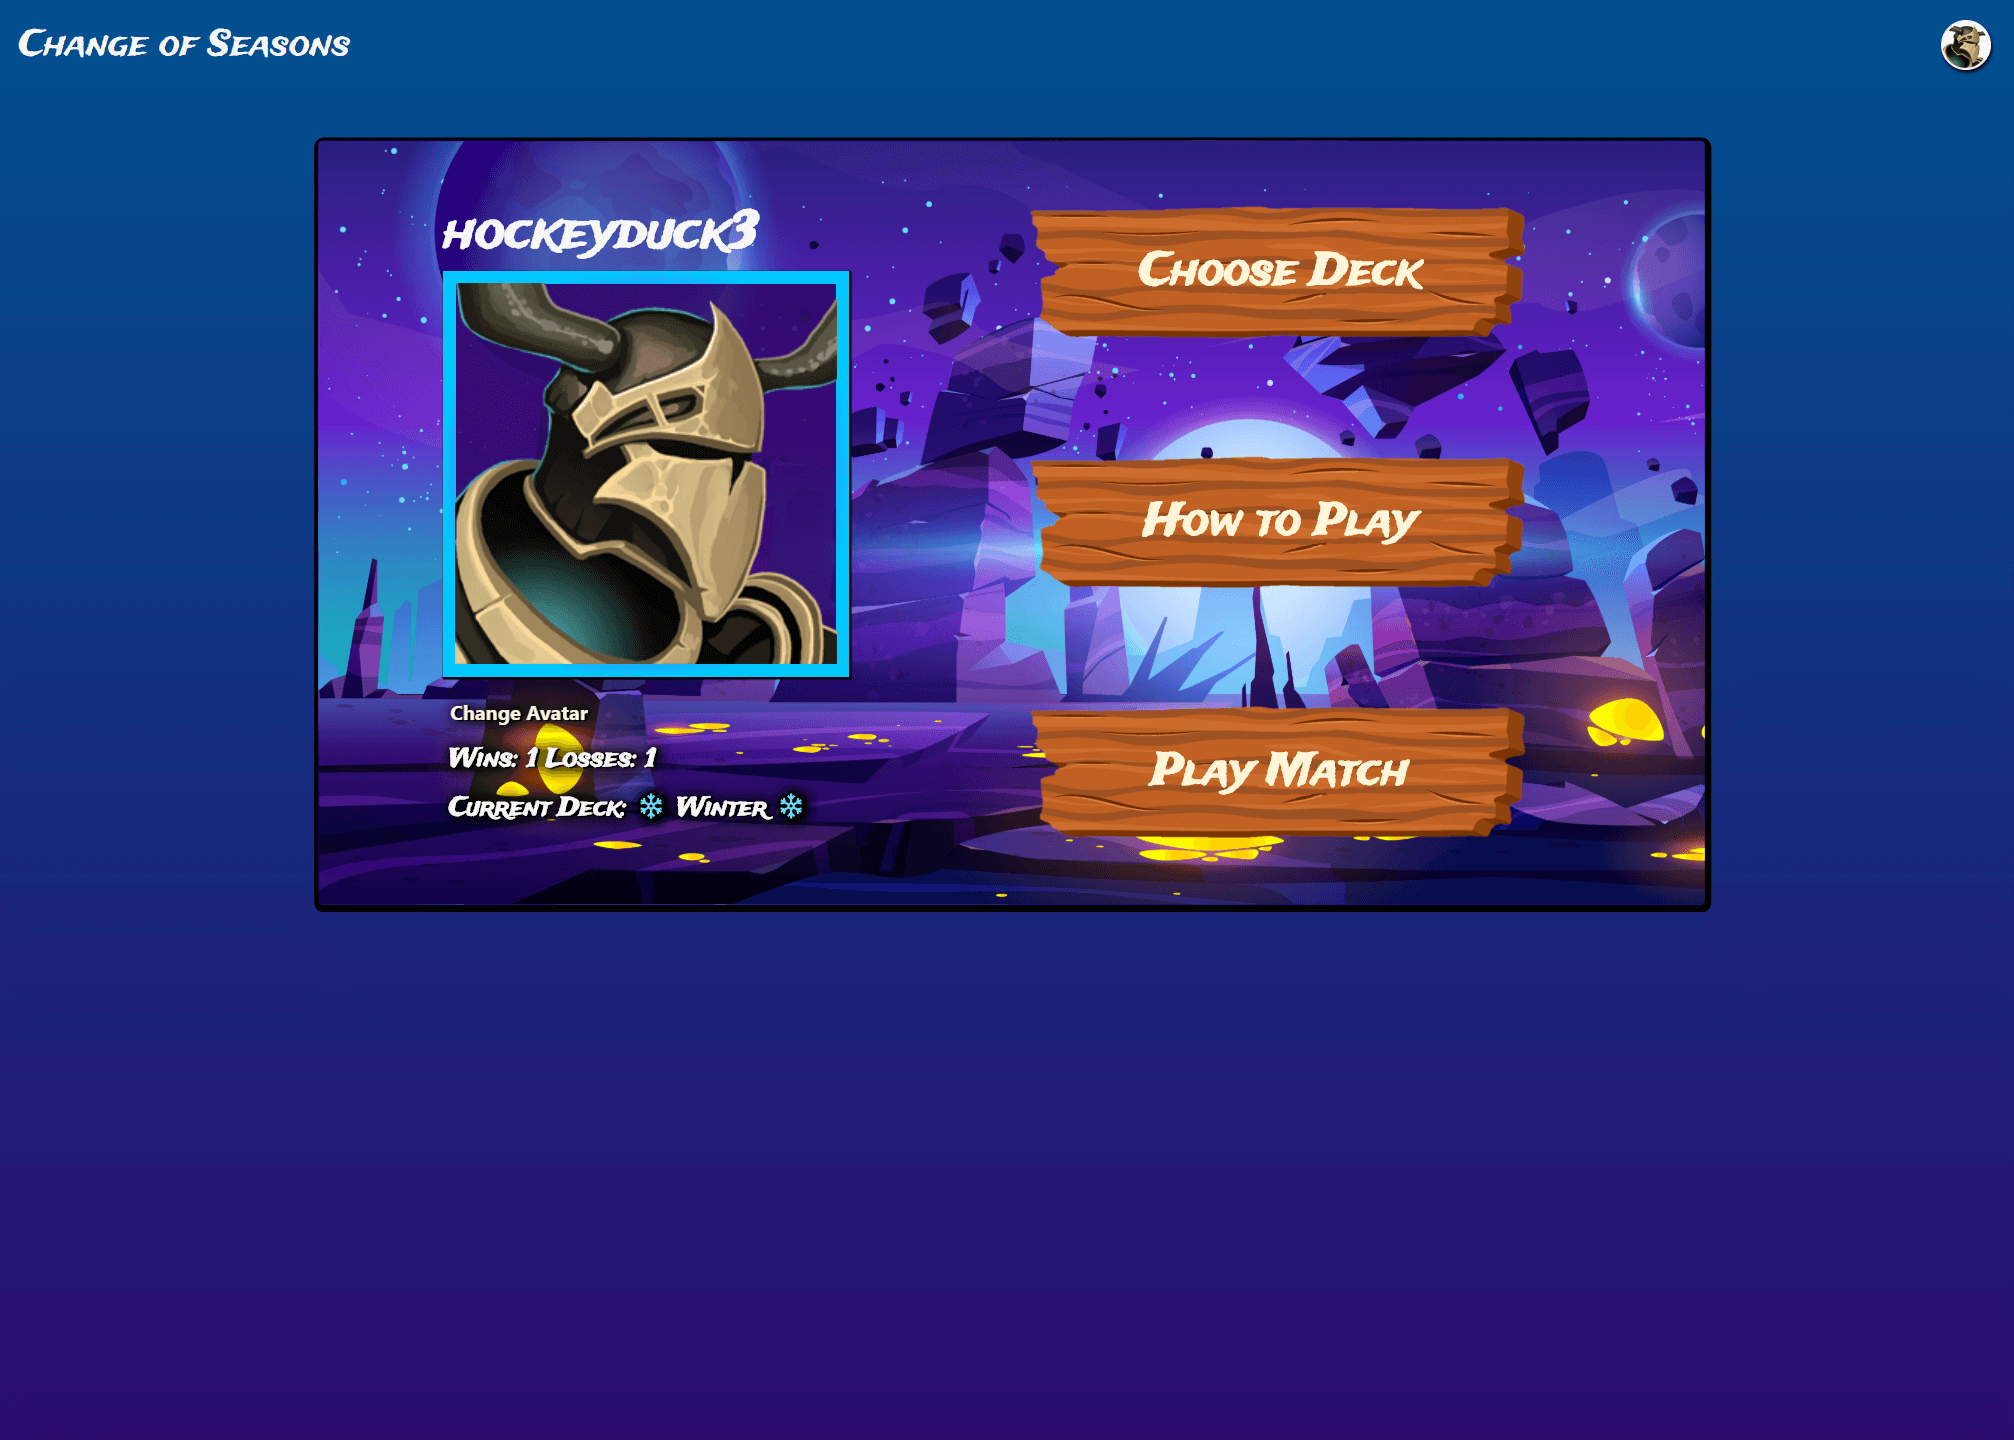 Change of Seasons
hockeyduck3
Choose Deck
How to Play
Change Avatar
Wins: 1 Losses: 1
Play Match
Current Deck: ❄ Winter ❄